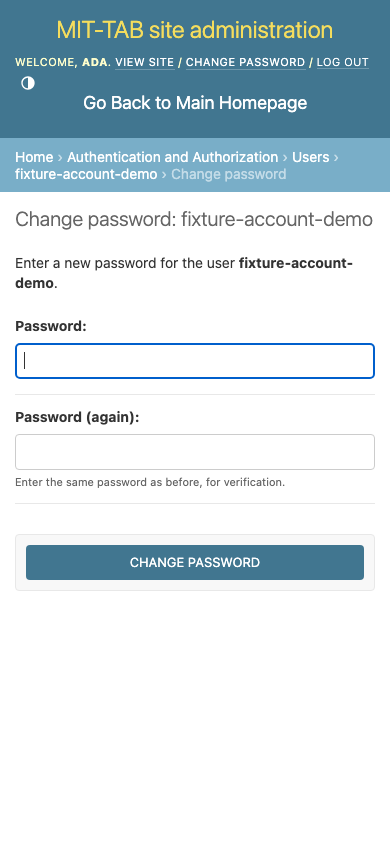 MIT-TAB site administration
WELCOME, ADA. VIEW SITE / CHANGE PASSWORD / LOG OUT
Go Back to Main Homepage
Home › Authentication and Authorization › Users ›
fixture-account-demo › Change password
Change password: fixture-account-demo
Enter a new password for the user fixture-account-
demo.
Password:
Password (again):
Enter the same password as before, for verification.
CHANGE PASSWORD